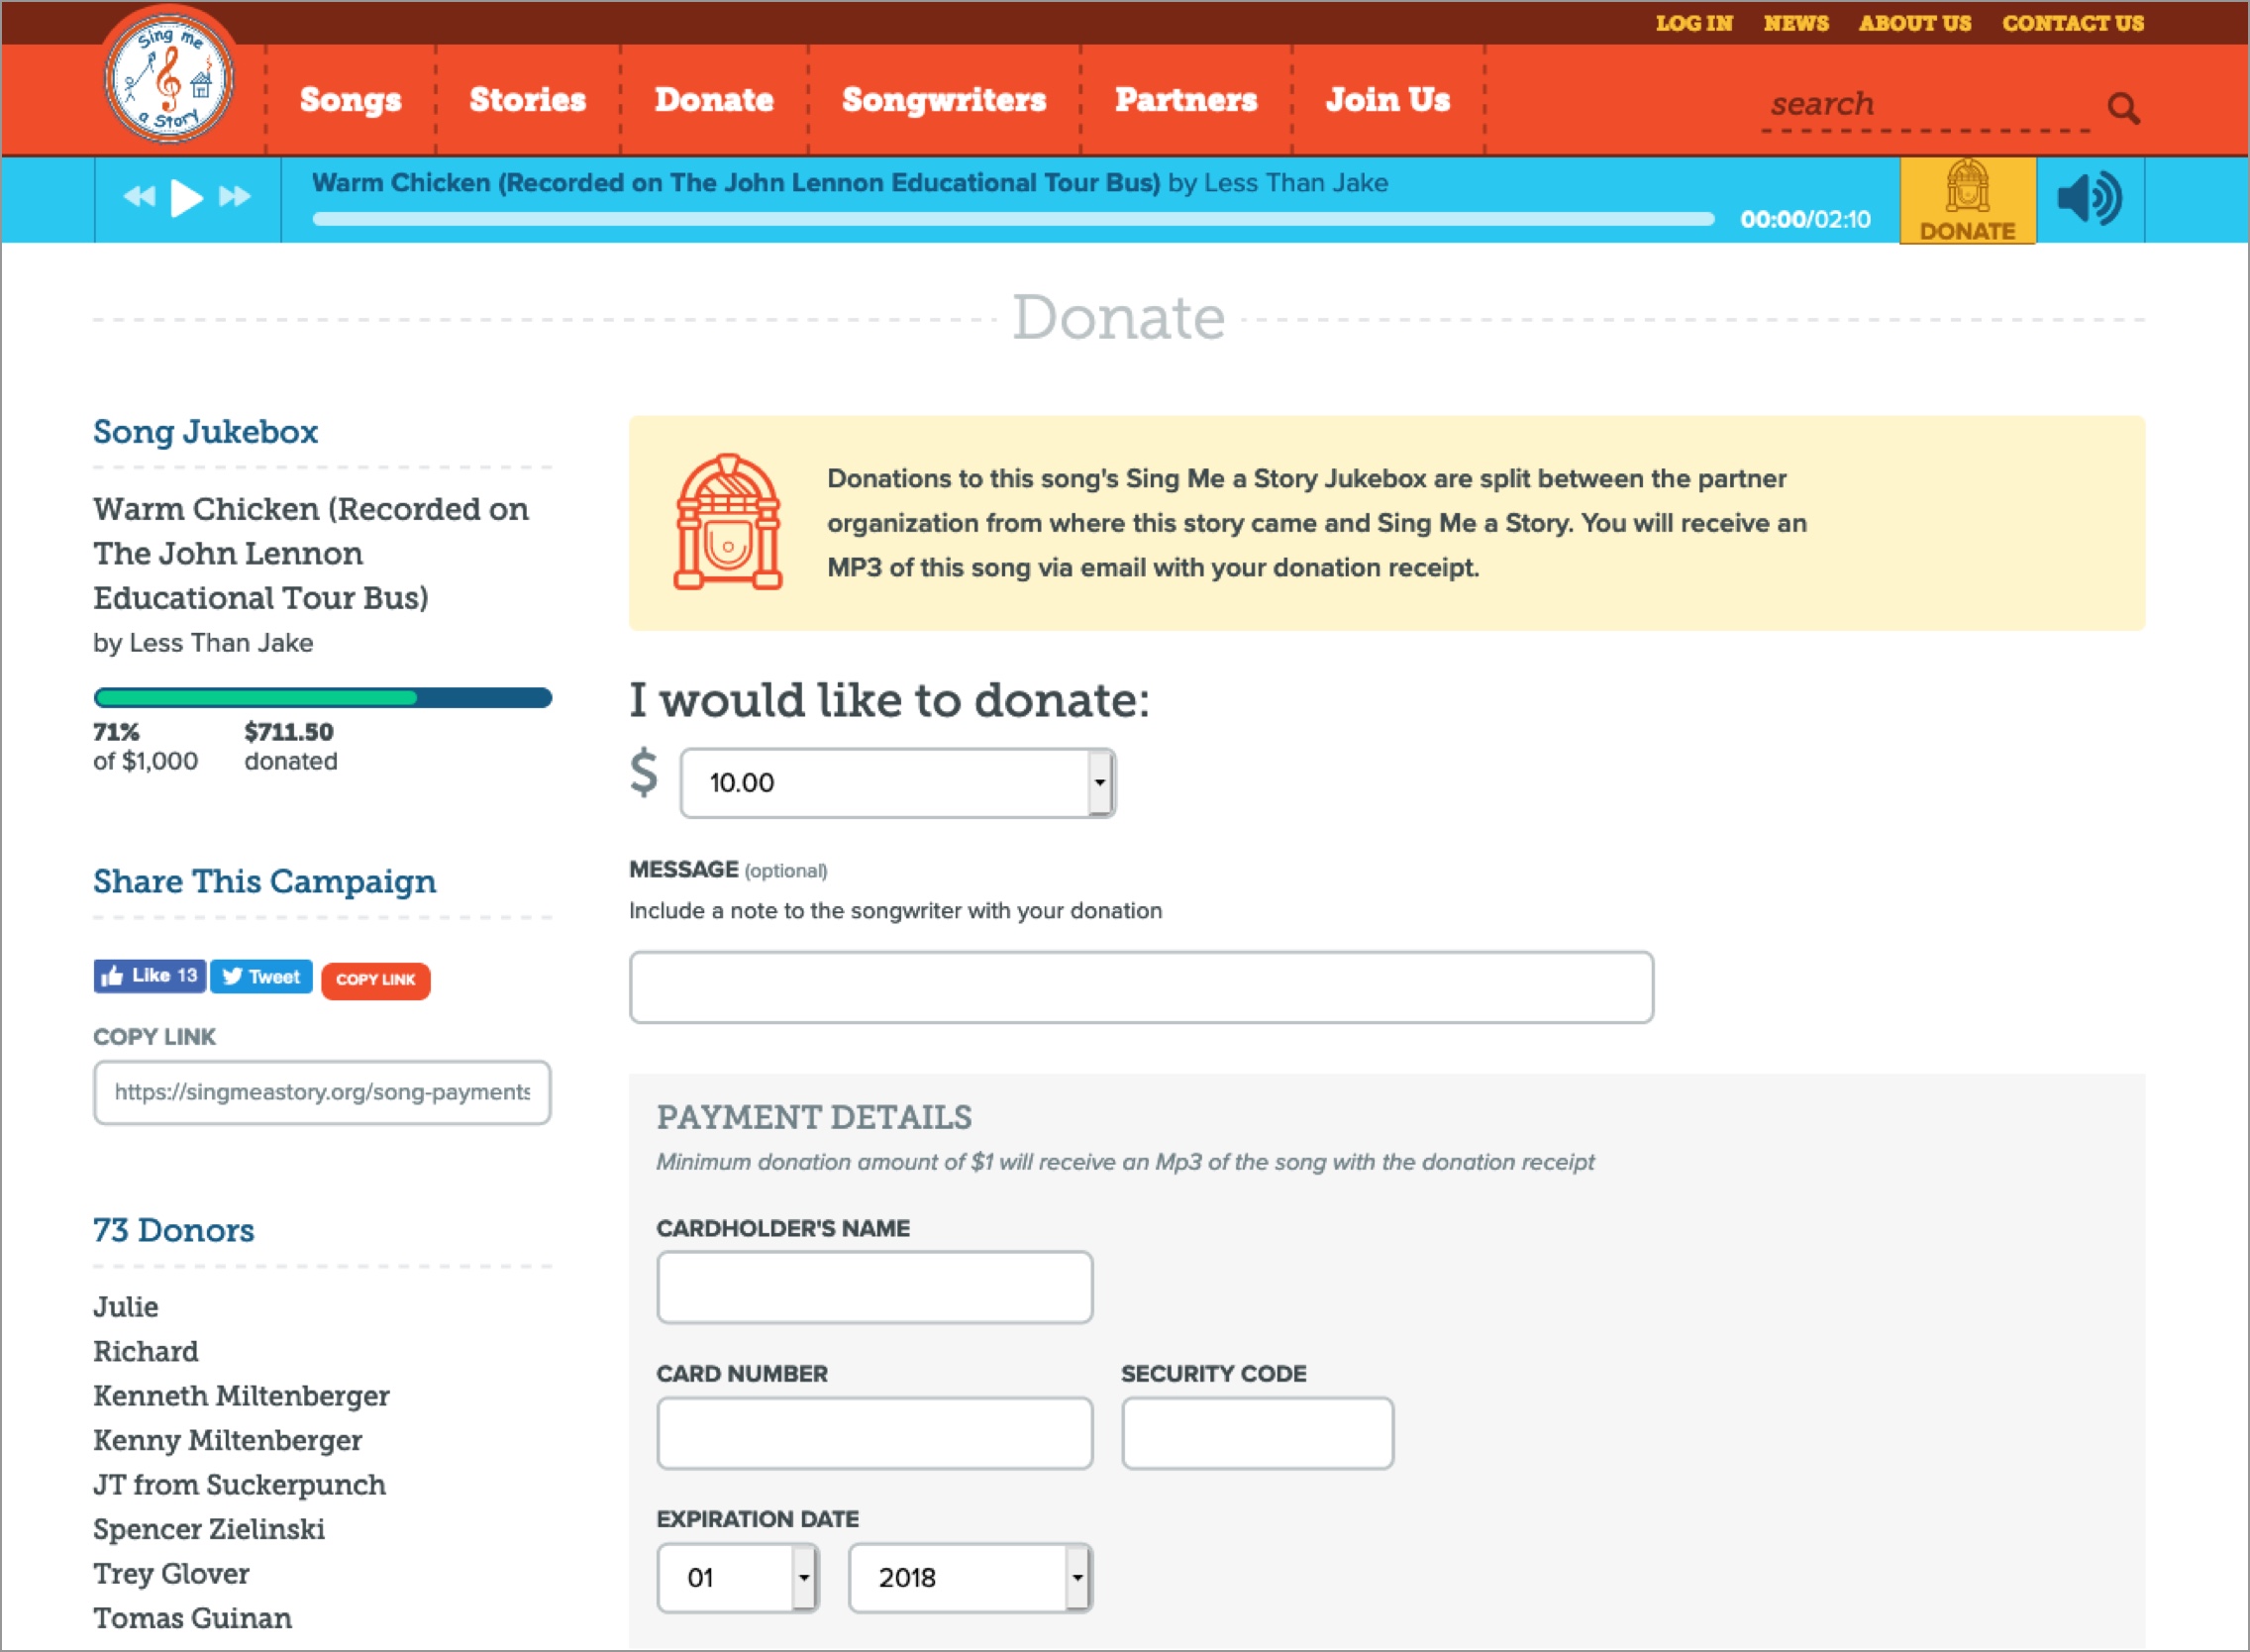 LOG IN NEWS ABOUT US CONTACT US
Sing me
a Story
Songs Stories Donate Songwriters Partners Join Us search
Warm Chicken (Recorded on The John Lennon Educational Tour Bus) by Less Than Jake
00:00/02:10
DONATE
Donate
Song Jukebox
Warm Chicken (Recorded on
The John Lennon
Educational Tour Bus)
by Less Than Jake
71% $711.50
of $1,000 donated
Share This Campaign
Like 13 Tweet COPY LINK
COPY LINK
https://singmeastory.org/song-payments
73 Donors
Julie
Richard
Kenneth Miltenberger
Kenny Miltenberger
JT from Suckerpunch
Spencer Zielinski
Trey Glover
Tomas Guinan
Donations to this song's Sing Me a Story Jukebox are split between the partner
organization from where this story came and Sing Me a Story. You will receive an
MP3 of this song via email with your donation receipt.
I would like to donate:
$ 10.00
MESSAGE (optional)
Include a note to the songwriter with your donation
PAYMENT DETAILS
Minimum donation amount of $1 will receive an Mp3 of the song with the donation receipt
CARDHOLDER'S NAME
CARD NUMBER SECURITY CODE
EXPIRATION DATE
01 2018